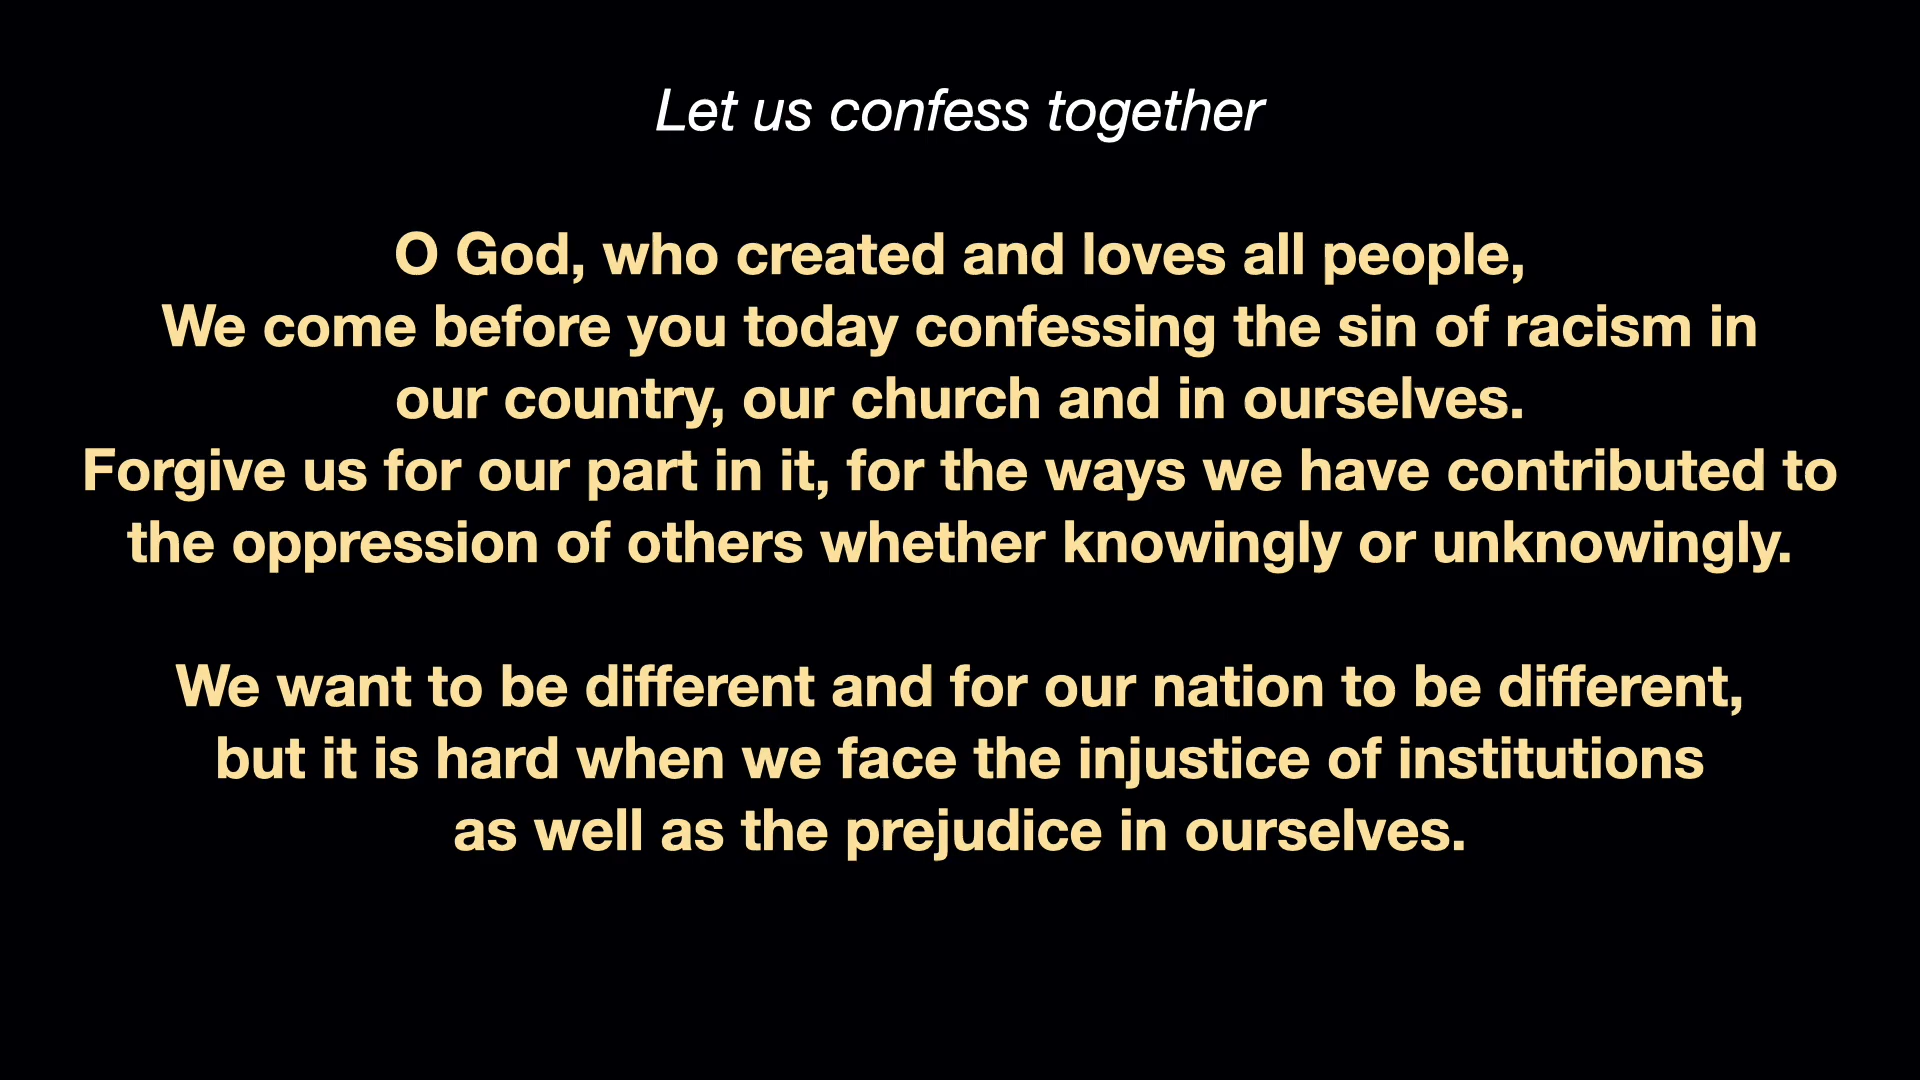 Let us confess together
O God, who created and loves all people,
We come before you today confessing the sin of racism in
our country, our church and in ourselves.
Forgive us for our part in it, for the ways we have contributed to
the oppression of others whether knowingly or unknowingly.
We want to be different and for our nation to be different,
but it is hard when we face the injustice of institutions
as well as the prejudice in ourselves.